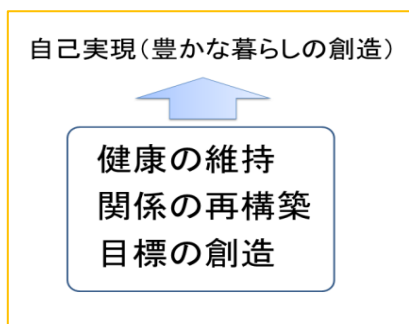 自己実現（豊かな暮らしの創造）
健康の維持
関係の再構築
目標の創造